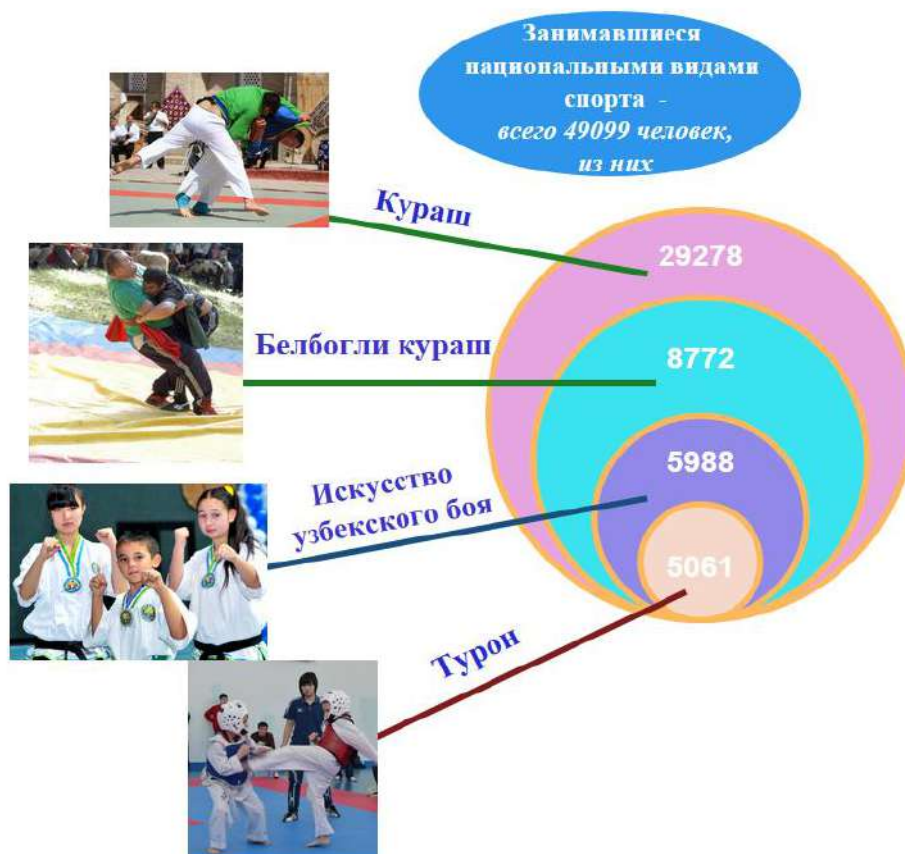 Занимавшиеся
национальными видами
спорта -
всего 49099 человек,
из них
Кураш
29278
Белбогли кураш
8772
Искусство
узбекского боя
5988
Турон
5061